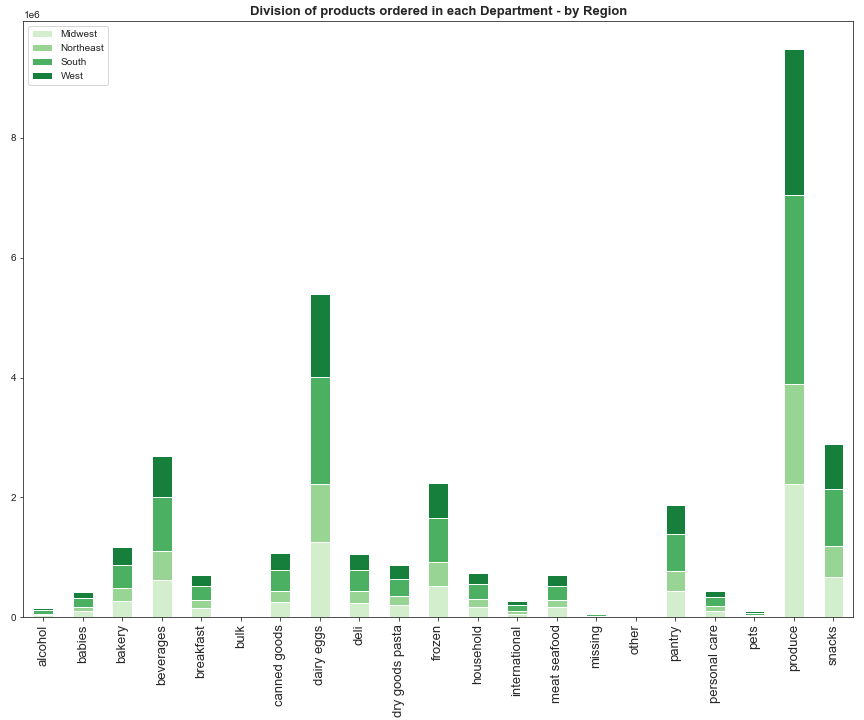 Division of products ordered in each Department - by Region
1e6
Midwest
Northeast
South
West
8
6
4
2
0
alcohol
babies
bakery
beverages
breakfast
bulk
canned goods
dairy eggs
deli
dry goods pasta
frozen
household
international
meat seafood
missing
other
pantry
personal care
pets
produce
snacks